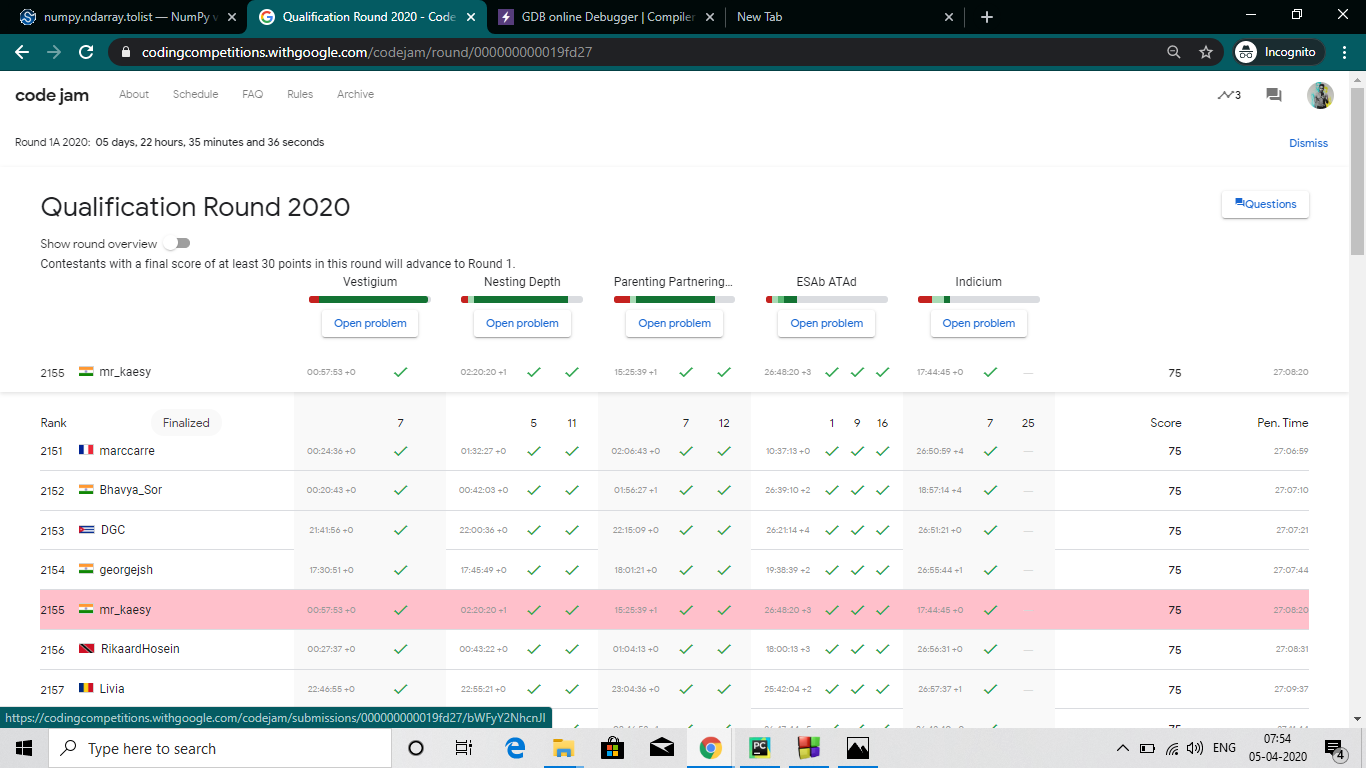 numpy.ndarray.tolist — NumPy v
Qualification Round 2020 - Code
GDB online Debugger | Compiler
New Tab
codingcompetitions.withgoogle.com/codejam/round/000000000019fd27
Incognito
code jam About Schedule FAQ Rules Archive 3
Round 1A 2020: 05 days, 22 hours, 35 minutes and 36 seconds Dismiss
Qualification Round 2020 Questions
Show round overview
Contestants with a final score of at least 30 points in this round will advance to Round 1.
Vestigium Nesting Depth Parenting Partnering... ESAb ATAd Indicium
Open problem Open problem Open problem Open problem Open problem
2155 mr_kaesy 00:57:53 +0 02:20:20 +1 15:25:39 +1 26:48:20 +3 17:44:45 +0 — 75 27:08:20
Rank Finalized 7 5 11 7 12 1 9 16 7 25 Score Pen. Time
2151 marccarre 00:24:36 +0 01:32:27 +0 02:06:43 +0 10:37:13 +0 26:50:59 +4 — 75 27:06:59
2152 Bhavya_Sor 00:20:43 +0 00:42:03 +0 01:56:27 +1 26:39:10 +2 18:57:14 +4 — 75 27:07:10
2153 DGC 21:41:56 +0 22:00:36 +0 22:15:09 +0 26:21:14 +4 26:51:21 +0 — 75 27:07:21
2154 georgejsh 17:30:51 +0 17:45:49 +0 18:01:21 +0 19:38:39 +2 26:55:44 +1 — 75 27:07:44
2155 mr_kaesy 00:57:53 +0 02:20:20 +1 15:25:39 +1 26:48:20 +3 17:44:45 +0 — 75 27:08:20
2156 RikaardHosein 00:27:37 +0 00:43:22 +0 01:04:13 +0 18:00:13 +3 26:56:31 +0 — 75 27:08:31
2157 Livia 22:46:55 +0 22:55:21 +0 23:04:36 +0 25:42:04 +2 26:57:37 +1 — 75 27:09:37
https://codingcompetitions.withgoogle.com/codejam/submissions/000000000019fd27/bWFyY2NhcnJl
Type here to search
ENG 07:54
05-04-2020 4